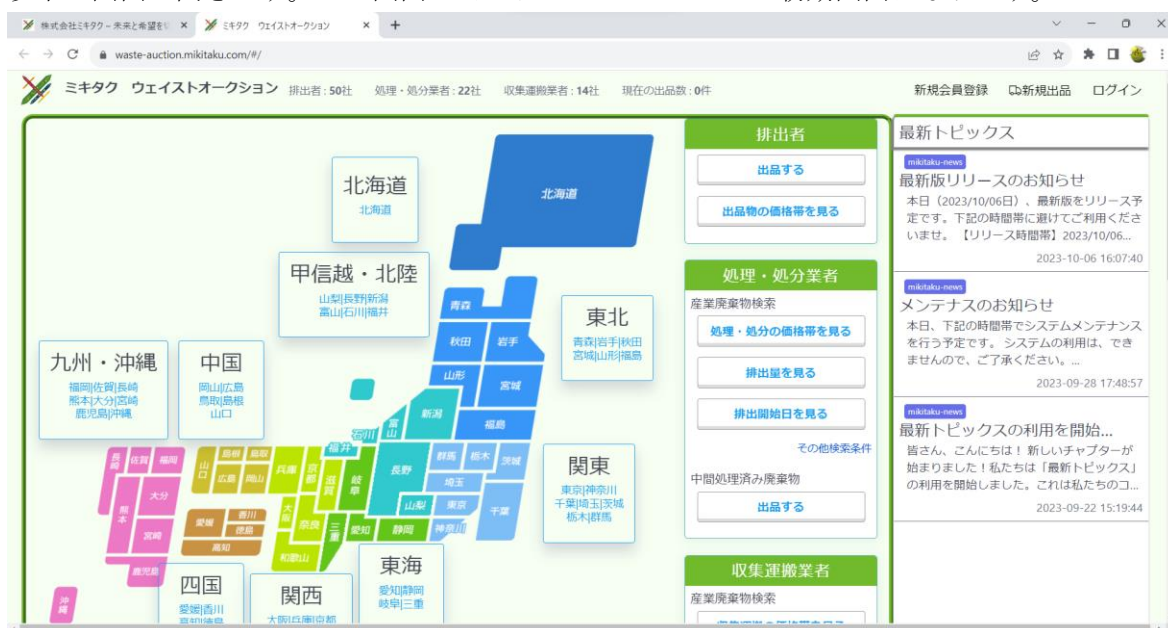 株式会社ミキタク – 未来と希望を
ミキタク ウェイストオークション
waste-auction.mikitaku.com/#/
ミキタク ウェイストオークション
排出者 : 50社 処理・処分業者 : 22社 収集運搬業者 : 14社 現在の出品数 : 0件
新規会員登録 新規出品 ログイン
北海道
北海道
北海道
甲信越・北陸
山梨|長野|新潟
富山|石川|福井
東北
青森|岩手|秋田
宮城|山形|福島
九州・沖縄
福岡|佐賀|長崎
熊本|大分|宮崎
鹿児島|沖縄
中国
岡山|広島
鳥取|島根
山口
関東
東京|神奈川
千葉|埼玉|茨城
栃木|群馬
東海
愛知|静岡
岐阜|三重
四国
愛媛|香川
関西
青森
秋田
岩手
山形
宮城
新潟
福島
富山
石川
福井
群馬
栃木
茨城
長野
埼玉
山梨
東京
千葉
神奈川
岐阜
愛知
静岡
三重
滋賀
京都
兵庫
大阪
奈良
和歌山
鳥取
島根
岡山
広島
山口
香川
愛媛
徳島
高知
福岡
佐賀
長崎
大分
熊本
宮崎
鹿児島
沖縄
排出者
出品する
出品物の価格帯を見る
処理・処分業者
産業廃棄物検索
処理・処分の価格帯を見る
排出量を見る
排出開始日を見る
その他検索条件
中間処理済み廃棄物
出品する
収集運搬業者
産業廃棄物検索
最新トピックス
mikitaku-news
最新版リリースのお知らせ
本日（2023/10/06日）、最新版をリリース予
定です。下記の時間帯に避けてご利用くださ
いませ。【リリース時間帯】2023/10/06...
2023-10-06 16:07:40
mikitaku-news
メンテナスのお知らせ
本日、下記の時間帯でシステムメンテナンス
を行う予定です。 システムの利用は、でき
ませんので、ご了承ください。...
2023-09-28 17:48:57
mikitaku-news
最新トピックスの利用を開始...
皆さん、こんにちは！新しいチャプターが
始まりました！私たちは「最新トピックス」
の利用を開始しました。これは私たちのコ...
2023-09-22 15:19:44